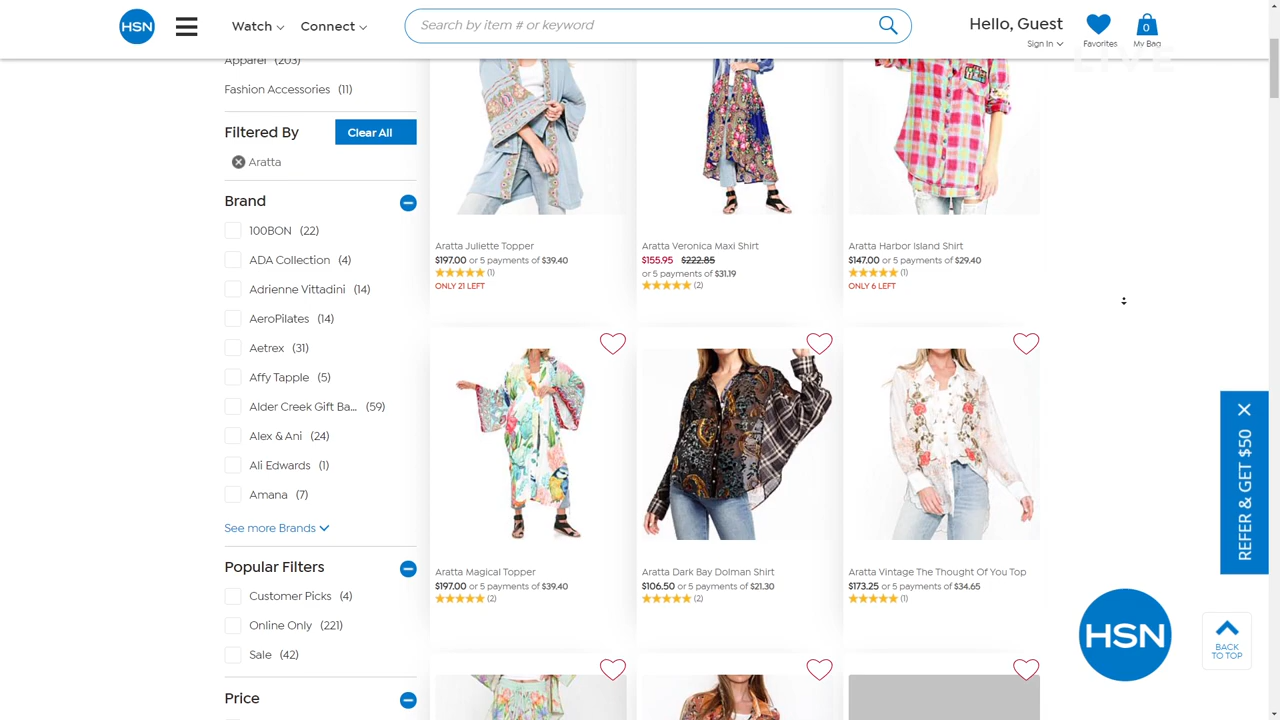 HSN
Watch
Connect
Search by item # or keyword
Hello, Guest
Sign In
Favorites
0
My Bag
LIVE
Apparel (203)
Fashion Accessories (11)
Filtered By
Clear All
Aratta
Brand
100BON (22)
ADA Collection (4)
Adrienne Vittadini (14)
AeroPilates (14)
Aetrex (31)
Affy Tapple (5)
Alder Creek Gift Ba... (59)
Alex & Ani (24)
Ali Edwards (1)
Amana (7)
See more Brands
Popular Filters
Customer Picks (4)
Online Only (221)
Sale (42)
Price
Aratta Juliette Topper
$197.00 or 5 payments of $39.40
(1)
ONLY 21 LEFT
Aratta Veronica Maxi Shirt
$155.95 $222.85
or 5 payments of $31.19
(2)
Aratta Harbor Island Shirt
$147.00 or 5 payments of $29.40
(1)
ONLY 6 LEFT
Aratta Magical Topper
$197.00 or 5 payments of $39.40
(2)
Aratta Dark Bay Dolman Shirt
$106.50 or 5 payments of $21.30
(2)
Aratta Vintage The Thought Of You Top
$173.25 or 5 payments of $34.65
(1)
REFER & GET $50
HSN
BACK
TO TOP